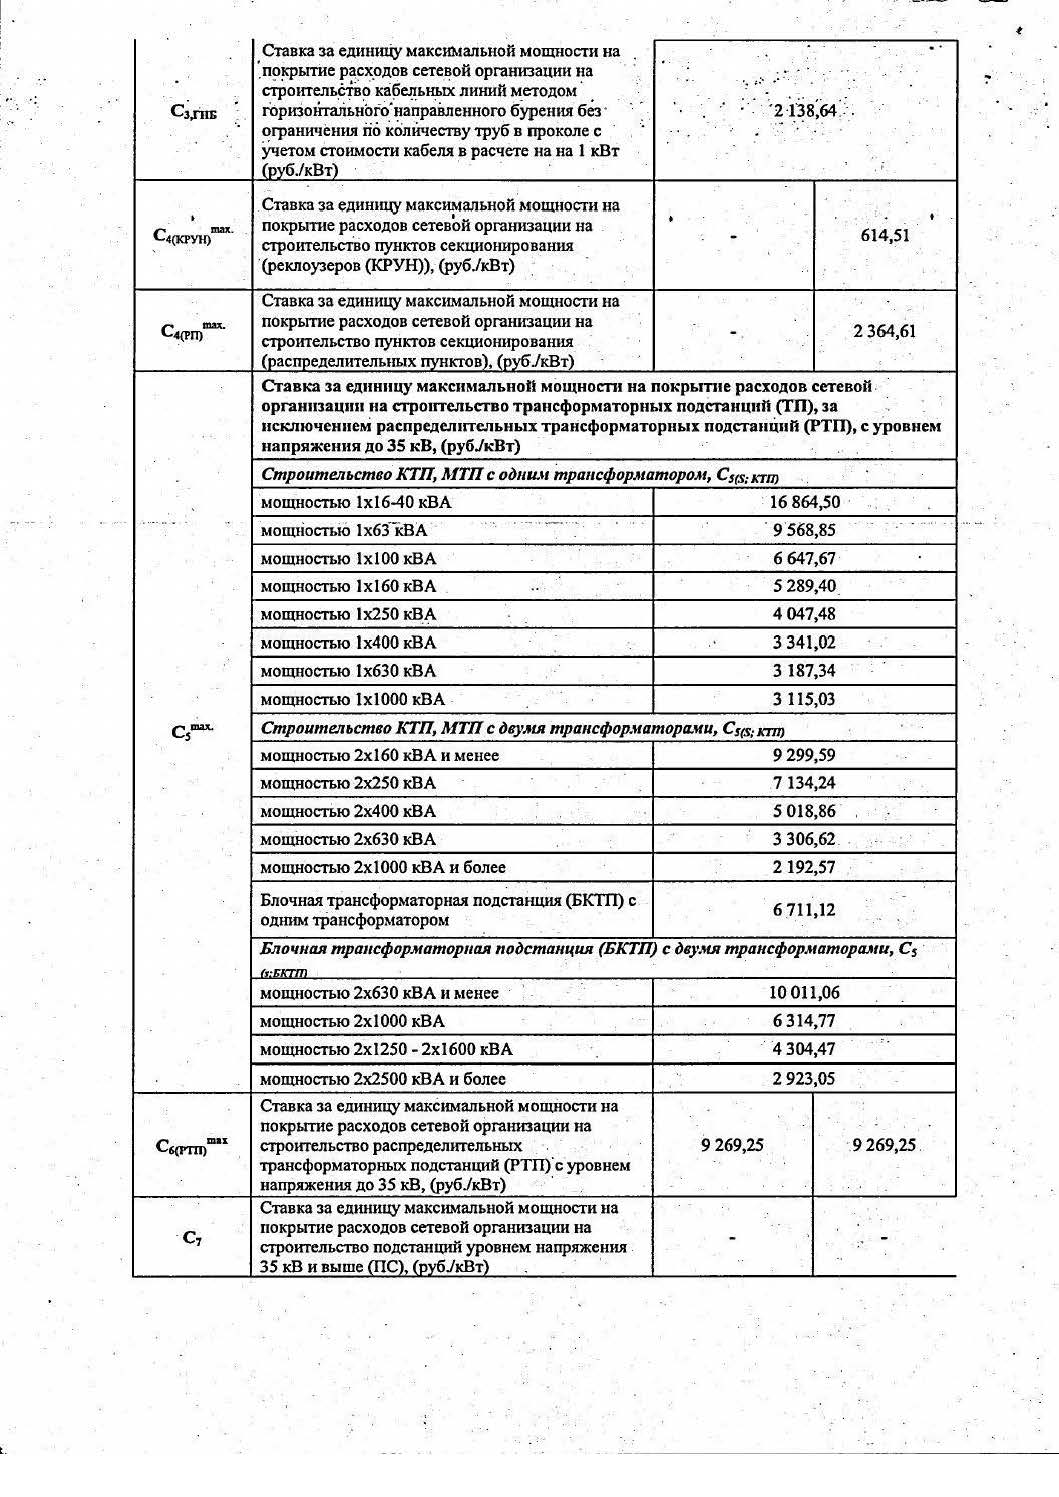 Ставка за единицу максимальной мощности на
покрытие расходов сетевой организации на
строительство кабельных линий методом
С3,ГНБ горизонтального направленного бурения без 2 138,64
ограничения по количеству труб в проколе с
учетом стоимости кабеля в расчете на на 1 кВт
(руб./кВт)
Ставка за единицу максимальной мощности на
С4(КРУН)max. покрытие расходов сетевой организации на - 614,51
строительство пунктов секционирования
(реклоузеров (КРУН)), (руб./кВт)
Ставка за единицу максимальной мощности на
С4(РП)max. покрытие расходов сетевой организации на - 2 364,61
строительство пунктов секционирования
(распределительных пунктов), (руб./кВт)
Ставка за единицу максимальной мощности на покрытие расходов сетевой
организации на строительство трансформаторных подстанций (ТП), за
исключением распределительных трансформаторных подстанций (РТП), с уровнем
напряжения до 35 кВ, (руб./кВт)
Строительство КТП, МТП с одним трансформатором, С5(S; КТП)
мощностью 1х16-40 кВА 16 864,50
мощностью 1х63 кВА 9 568,85
мощностью 1х100 кВА 6 647,67
мощностью 1х160 кВА 5 289,40
мощностью 1х250 кВА 4 047,48
мощностью 1х400 кВА 3 341,02
мощностью 1х630 кВА 3 187,34
мощностью 1х1000 кВА 3 115,03
С5max. Строительство КТП, МТП с двумя трансформаторами, С5(S; КТП)
мощностью 2х160 кВА и менее 9 299,59
мощностью 2х250 кВА 7 134,24
мощностью 2х400 кВА 5 018,86
мощностью 2х630 кВА 3 306,62
мощностью 2х1000 кВА и более 2 192,57
Блочная трансформаторная подстанция (БКТП) с
одним трансформатором 6 711,12
Блочная трансформаторная подстанция (БКТП) с двумя трансформаторами, С5
(s;БКТП)
мощностью 2х630 кВА и менее 10 011,06
мощностью 2х1000 кВА 6 314,77
мощностью 2х1250 - 2х1600 кВА 4 304,47
мощностью 2х2500 кВА и более 2 923,05
Ставка за единицу максимальной мощности на
покрытие расходов сетевой организации на
С6(РТП)max строительство распределительных 9 269,25 9 269,25
трансформаторных подстанций (РТП) с уровнем
напряжения до 35 кВ, (руб./кВт)
Ставка за единицу максимальной мощности на
покрытие расходов сетевой организации на
С7 строительство подстанций уровнем напряжения - -
35 кВ и выше (ПС), (руб./кВт)